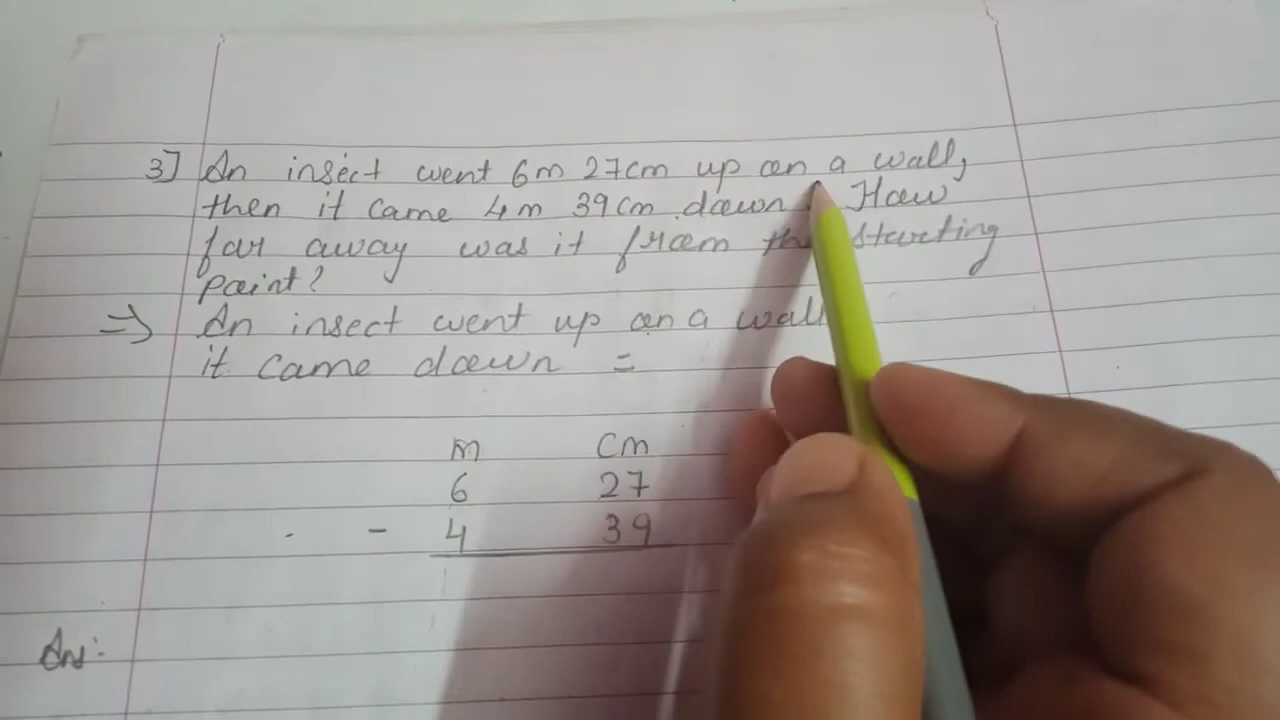 3] An insect went 6m 27cm up on a wall,
then it came 4m 39cm down. How
far away was it from the starting
point?
=> An insect went up on a wall
it came down =
m cm
6 27
- 4 39
Ans: